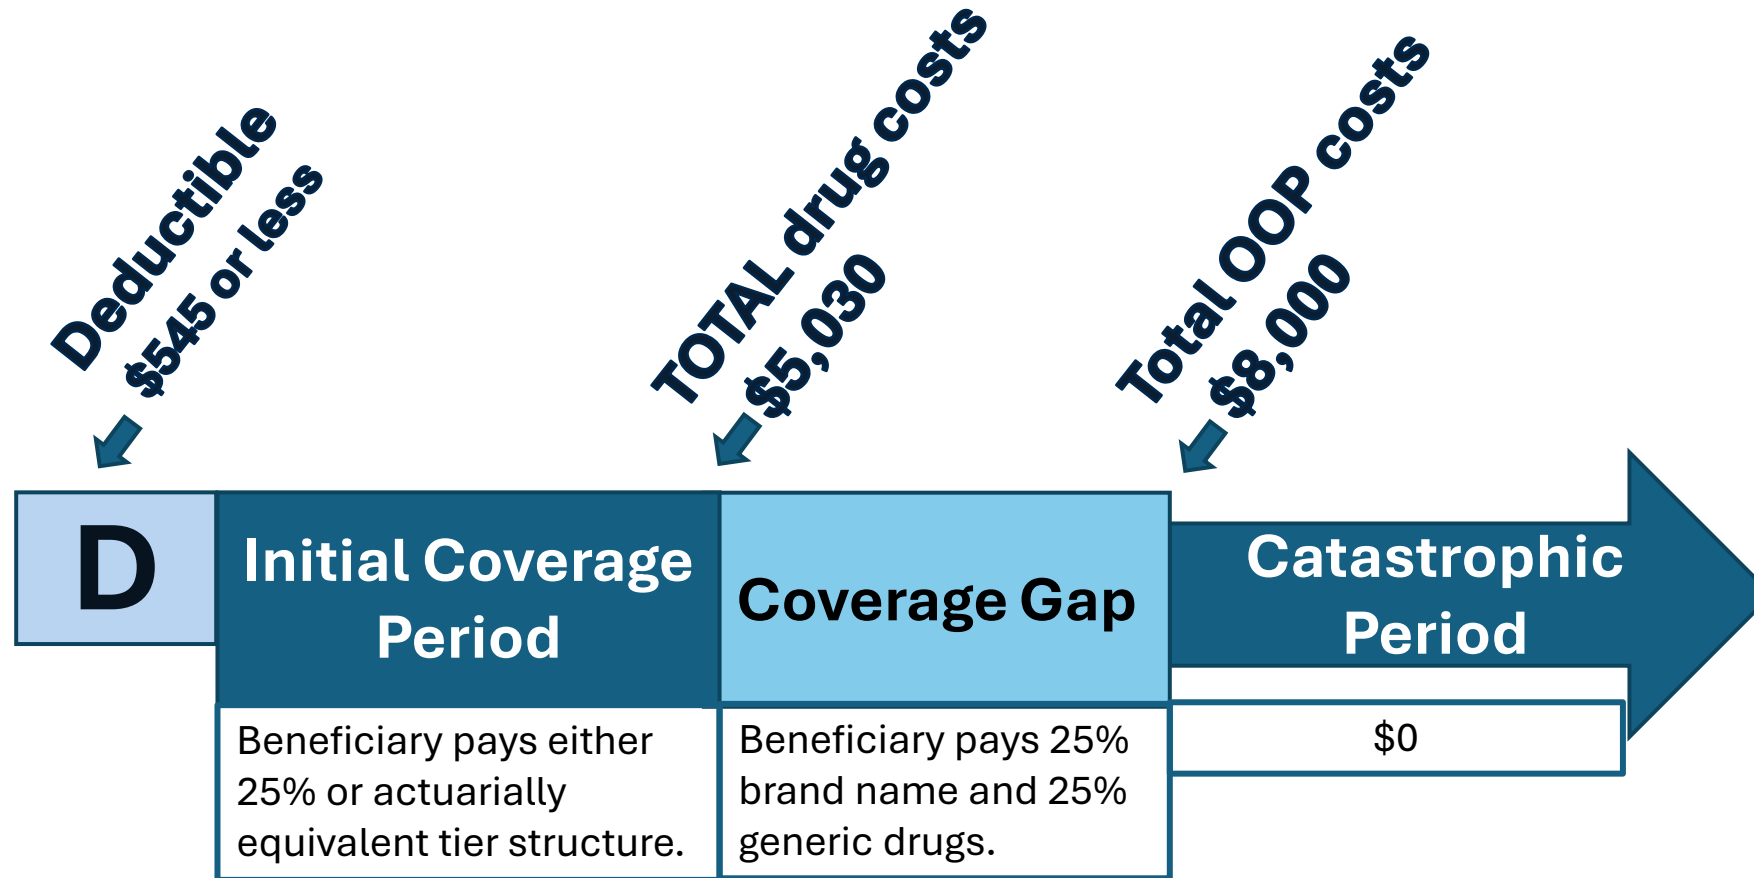 Deductible
$545 or less
TOTAL drug costs
$5,030
Total OOP costs
$8,000
D
Initial Coverage
Period
Coverage Gap
Catastrophic
Period
Beneficiary pays either
25% or actuarially
equivalent tier structure.
Beneficiary pays 25%
brand name and 25%
generic drugs.
$0